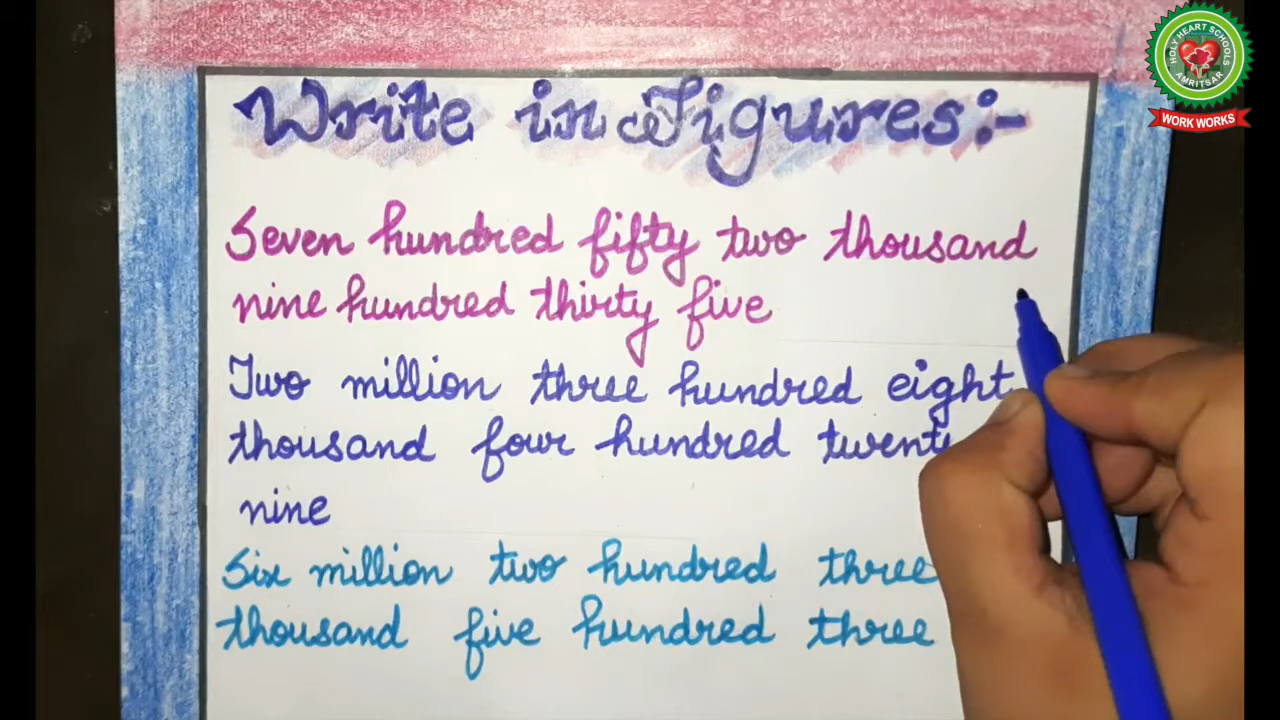 Write in Figures:-
Seven hundred fifty two thousand
nine hundred thirty five
Two million three hundred eight
thousand four hundred
nine
Six million two hundred three
thousand five hundred three
HOLY HEART SCHOOLS
AMRITSAR
WORK WORKS